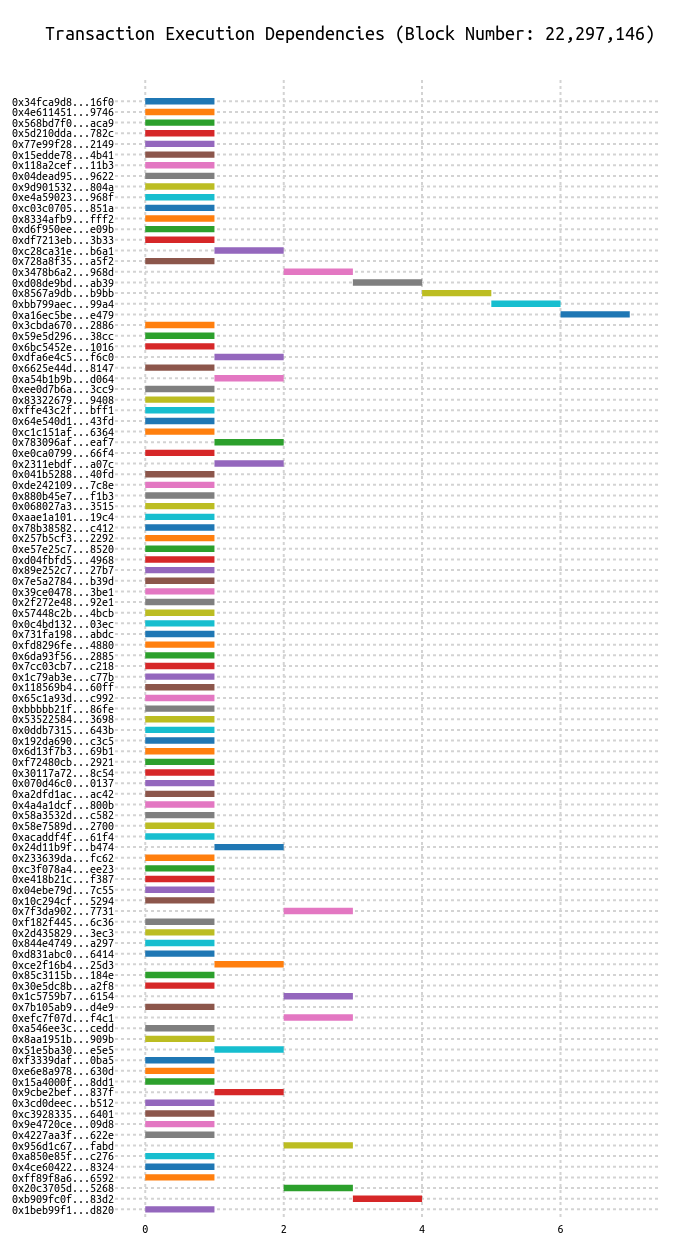 Transaction Execution Dependencies (Block Number: 22,297,146)
0x34fca9d8...16f0
0x4e611451...9746
0x568bd7f0...aca9
0x5d210dda...782c
0x77e99f28...2149
0x15edde78...4b41
0x118a2cef...11b3
0x04dead95...9622
0x9d901532...804a
0xe4a59023...968f
0xc03c0705...851a
0x8334afb9...fff2
0xd6f950ee...e09b
0xdf7213eb...3b33
0xc28ca31e...b6a1
0x728a8f35...a5f2
0x3478b6a2...968d
0xd08de9bd...ab39
0x8567a9db...b9bb
0xbb799aec...99a4
0xa16ec5be...e479
0x3cbda670...2886
0x59e5d296...38cc
0x6bc5452e...1016
0xdfa6e4c5...f6c0
0x6625e44d...8147
0xa54b1b9b...d064
0xee0d7b6a...3cc9
0x83322679...9408
0xffe43c2f...bff1
0x64e540d1...43fd
0xc1c151af...6364
0x783096af...eaf7
0xe0ca0799...66f4
0x2311ebdf...a07c
0x041b5288...40fd
0xde242109...7c8e
0x880b45e7...f1b3
0x068027a3...3515
0xaae1a101...19c4
0x78b38582...c412
0x257b5cf3...2292
0xe57e25c7...8520
0xd04fbfd5...4968
0x89e252c7...27b7
0x7e5a2784...b39d
0x39ce0478...3be1
0x2f272e48...92e1
0x57448c2b...4bcb
0x0c4bd132...03ec
0x731fa198...abdc
0xfd8296fe...4880
0x6da93f56...2885
0x7cc03cb7...c218
0x1c79ab3e...c77b
0x118569b4...60ff
0x65c1a93d...c992
0xbbbbb21f...86fe
0x53522584...3698
0x0ddb7315...643b
0x192da690...c3c5
0x6d13f7b3...69b1
0xf72480cb...2921
0x30117a72...8c54
0x070d46c0...0137
0xa2dfd1ac...ac42
0x4a4a1dcf...800b
0x58a3532d...c582
0x58e7589d...2700
0xacaddf4f...61f4
0x24d11b9f...b474
0x233639da...fc62
0xc3f078a4...ee23
0xe418b21c...f387
0x04ebe79d...7c55
0x10c294cf...5294
0x7f3da902...7731
0xf182f445...6c36
0x2d435829...3ec3
0x844e4749...a297
0xd831abc0...6414
0xce2f16b4...25d3
0x85c3115b...184e
0x30e5dc8b...a2f8
0x1c5759b7...6154
0x7b105ab9...d4e9
0xefc7f07d...f4c1
0xa546ee3c...cedd
0x8aa1951b...909b
0x51e5ba30...e5e5
0xf3339daf...0ba5
0xe6e8a978...630d
0x15a4000f...8dd1
0x9cbe2bef...837f
0x3cd0deec...b512
0xc3928335...6401
0x9e4720ce...09d8
0x4227aa3f...622e
0x956d1c67...fabd
0xa850e85f...c276
0x4ce60422...8324
0xff89f8a6...6592
0x20c3705d...5268
0xb909fc0f...83d2
0x1beb99f1...d820
0 2 4 6